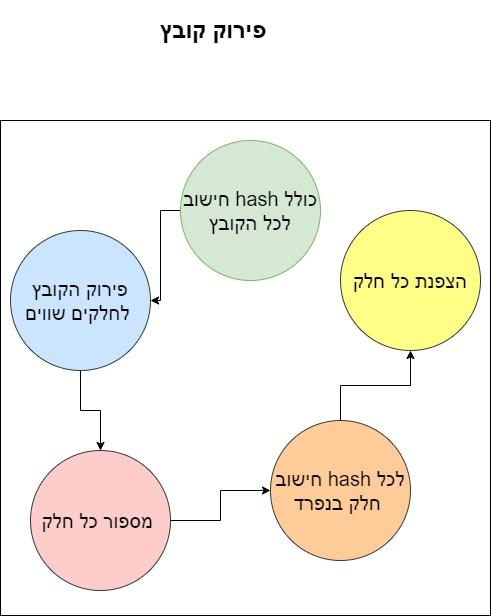 פירוק קובץ
חישוב hash כולל
לכל הקובץ
פירוק הקובץ
לחלקים שווים
מספור כל חלק
חישוב hash לכל
חלק בנפרד
הצפנת כל חלק